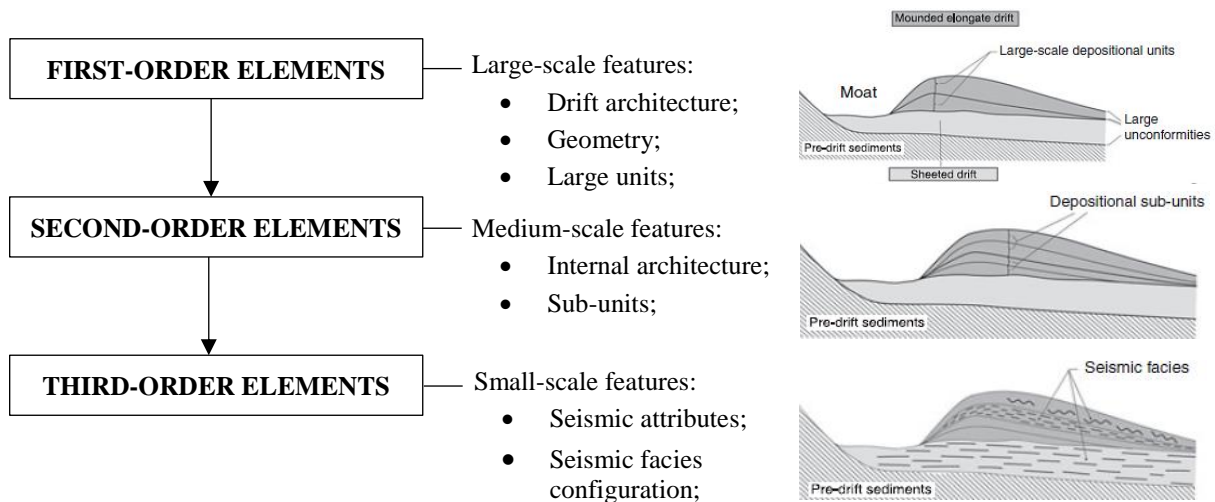 Mounded elongate drift
FIRST-ORDER ELEMENTS
Large-scale features:
• Drift architecture;
• Geometry;
• Large units;
Large-scale depositional units
Moat
Large
unconformities
Pre-drift sediments
Sheeted drift
SECOND-ORDER ELEMENTS
Medium-scale features:
• Internal architecture;
• Sub-units;
Depositional sub-units
Pre-drift sediments
THIRD-ORDER ELEMENTS
Small-scale features:
• Seismic attributes;
• Seismic facies
configuration;
Seismic facies
Pre-drift sediments